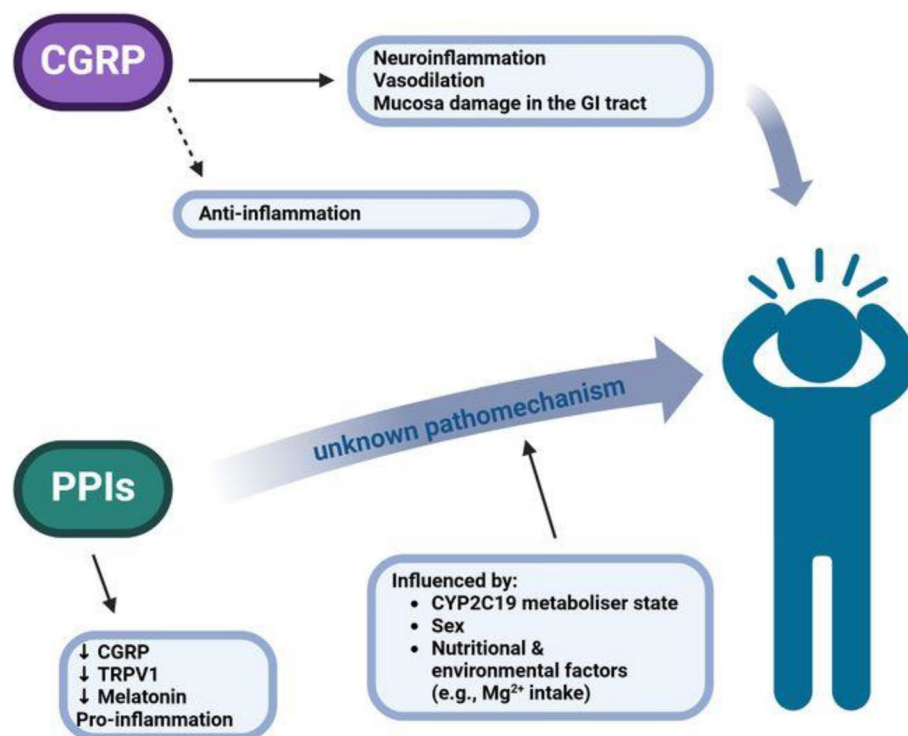 CGRP
Neuroinflammation
Vasodilation
Mucosa damage in the GI tract
Anti-inflammation
unknown pathomechanism
PPIs
Influenced by:
• CYP2C19 metaboliser state
• Sex
• Nutritional &
environmental factors
(e.g., Mg²⁺ intake)
↓ CGRP
↓ TRPV1
↓ Melatonin
Pro-inflammation